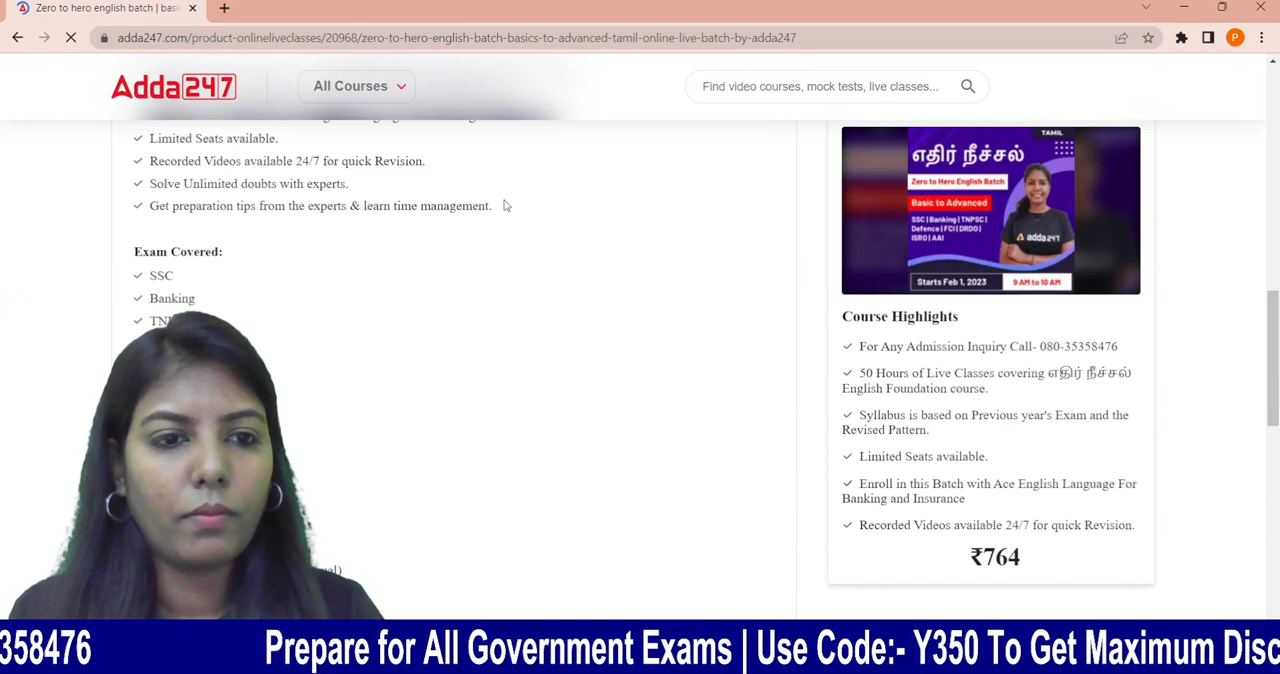 Zero to hero english batch | basi
adda247.com/product-onlineliveclasses/20968/zero-to-hero-english-batch-basics-to-advanced-tamil-online-live-batch-by-adda247
P
Adda247
All Courses
Find video courses, mock tests, live classes...
Limited Seats available.
Recorded Videos available 24/7 for quick Revision.
Solve Unlimited doubts with experts.
Get preparation tips from the experts & learn time management.
Exam Covered:
SSC
Banking
TAMIL
எதிர் நீச்சல்
Zero to Hero English Batch
Basic to Advanced
SSC | Banking | TNPSC |
Defence | FCI | DRDO |
ISRO | AAI
adda247
Starts Feb 1, 2023
9 AM to 10 AM
Course Highlights
For Any Admission Inquiry Call- 080-35358476
50 Hours of Live Classes covering எதிர் நீச்சல்
English Foundation course.
Syllabus is based on Previous year's Exam and the
Revised Pattern.
Limited Seats available.
Enroll in this Batch with Ace English Language For
Banking and Insurance
Recorded Videos available 24/7 for quick Revision.
₹764
358476 Prepare for All Government Exams | Use Code:- Y350 To Get Maximum Disc